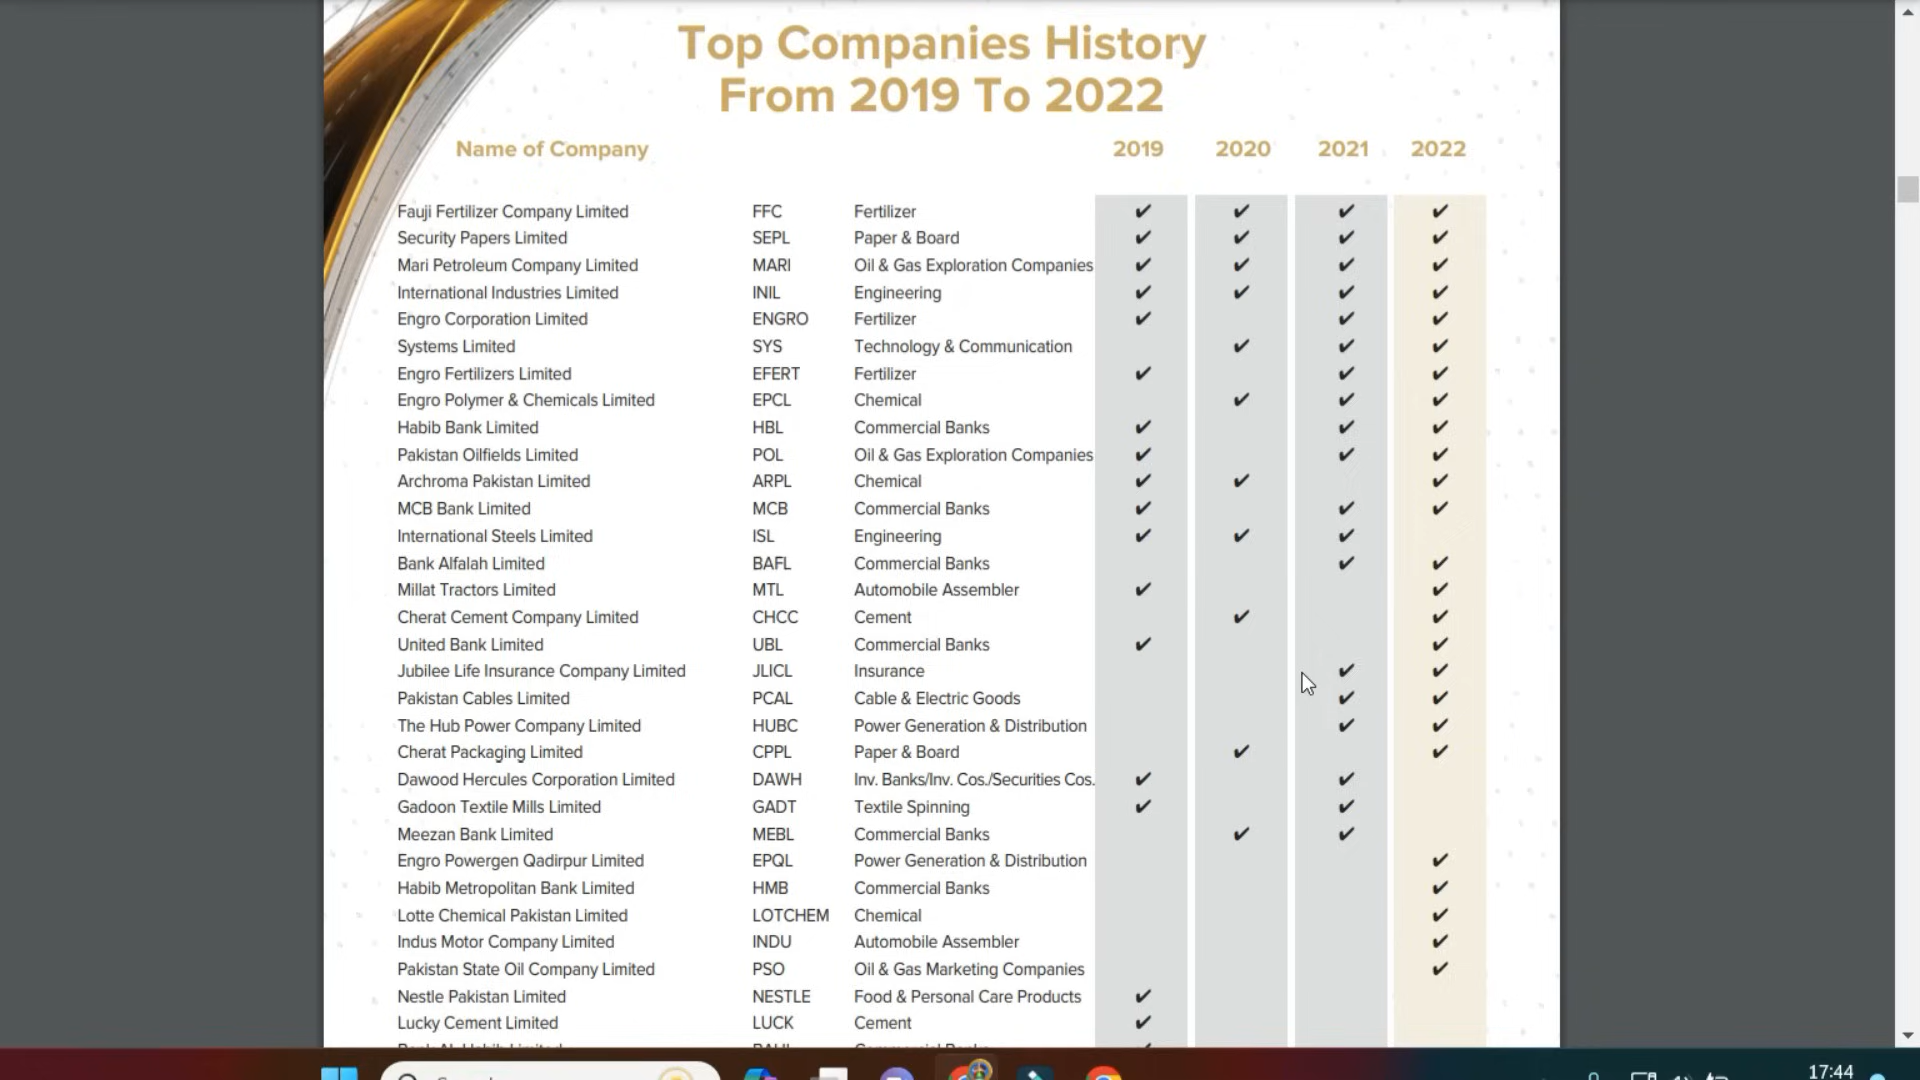 Top Companies History
From 2019 To 2022
Name of Company 2019 2020 2021 2022
Fauji Fertilizer Company Limited FFC Fertilizer ✔ ✔ ✔ ✔
Security Papers Limited SEPL Paper & Board ✔ ✔ ✔ ✔
Mari Petroleum Company Limited MARI Oil & Gas Exploration Companies ✔ ✔ ✔ ✔
International Industries Limited INIL Engineering ✔ ✔ ✔ ✔
Engro Corporation Limited ENGRO Fertilizer ✔ ✔ ✔
Systems Limited SYS Technology & Communication ✔ ✔ ✔
Engro Fertilizers Limited EFERT Fertilizer ✔ ✔ ✔
Engro Polymer & Chemicals Limited EPCL Chemical ✔ ✔ ✔
Habib Bank Limited HBL Commercial Banks ✔ ✔ ✔
Pakistan Oilfields Limited POL Oil & Gas Exploration Companies ✔ ✔ ✔
Archroma Pakistan Limited ARPL Chemical ✔ ✔ ✔
MCB Bank Limited MCB Commercial Banks ✔ ✔ ✔
International Steels Limited ISL Engineering ✔ ✔ ✔
Bank Alfalah Limited BAFL Commercial Banks ✔ ✔
Millat Tractors Limited MTL Automobile Assembler ✔ ✔
Cherat Cement Company Limited CHCC Cement ✔ ✔
United Bank Limited UBL Commercial Banks ✔ ✔
Jubilee Life Insurance Company Limited JLICL Insurance ✔ ✔
Pakistan Cables Limited PCAL Cable & Electric Goods ✔ ✔
The Hub Power Company Limited HUBC Power Generation & Distribution ✔ ✔
Cherat Packaging Limited CPPL Paper & Board ✔ ✔
Dawood Hercules Corporation Limited DAWH Inv. Banks/Inv. Cos./Securities Cos. ✔ ✔
Gadoon Textile Mills Limited GADT Textile Spinning ✔ ✔
Meezan Bank Limited MEBL Commercial Banks ✔ ✔
Engro Powergen Qadirpur Limited EPQL Power Generation & Distribution ✔
Habib Metropolitan Bank Limited HMB Commercial Banks ✔
Lotte Chemical Pakistan Limited LOTCHEM Chemical ✔
Indus Motor Company Limited INDU Automobile Assembler ✔
Pakistan State Oil Company Limited PSO Oil & Gas Marketing Companies ✔
Nestle Pakistan Limited NESTLE Food & Personal Care Products ✔
Lucky Cement Limited LUCK Cement ✔
17:44